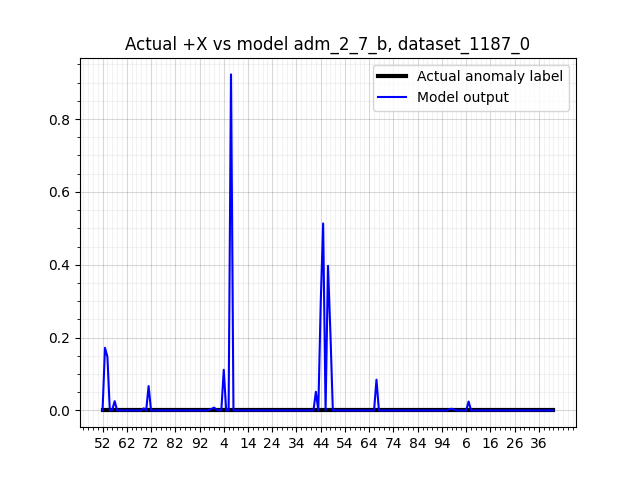 Actual +X vs model adm_2_7_b, dataset_1187_0
Actual anomaly label
Model output
0.8
0.6
0.4
0.2
0.0
52 62 72 82 92 4 14 24 34 44 54 64 74 84 94 6 16 26 36